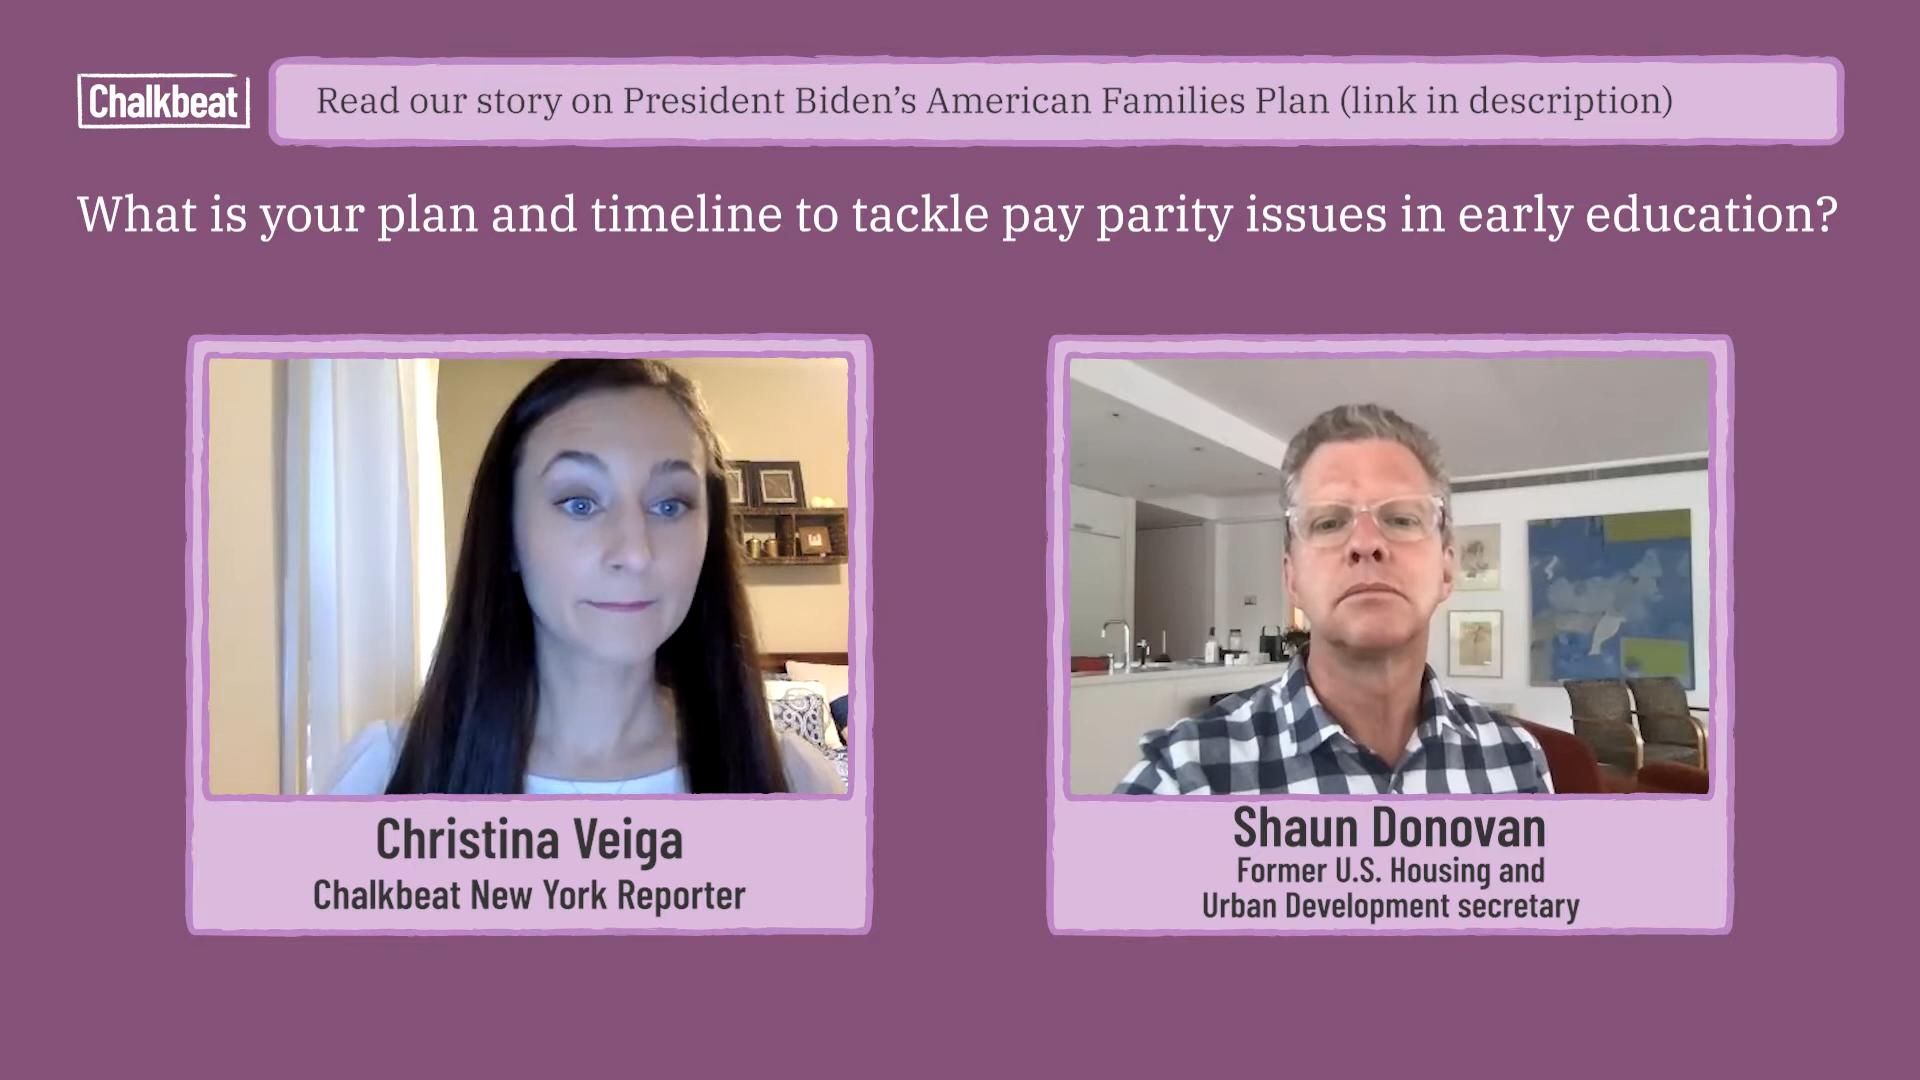 Chalkbeat
Read our story on President Biden’s American Families Plan (link in description)
What is your plan and timeline to tackle pay parity issues in early education?
Christina Veiga
Chalkbeat New York Reporter
Shaun Donovan
Former U.S. Housing and
Urban Development secretary